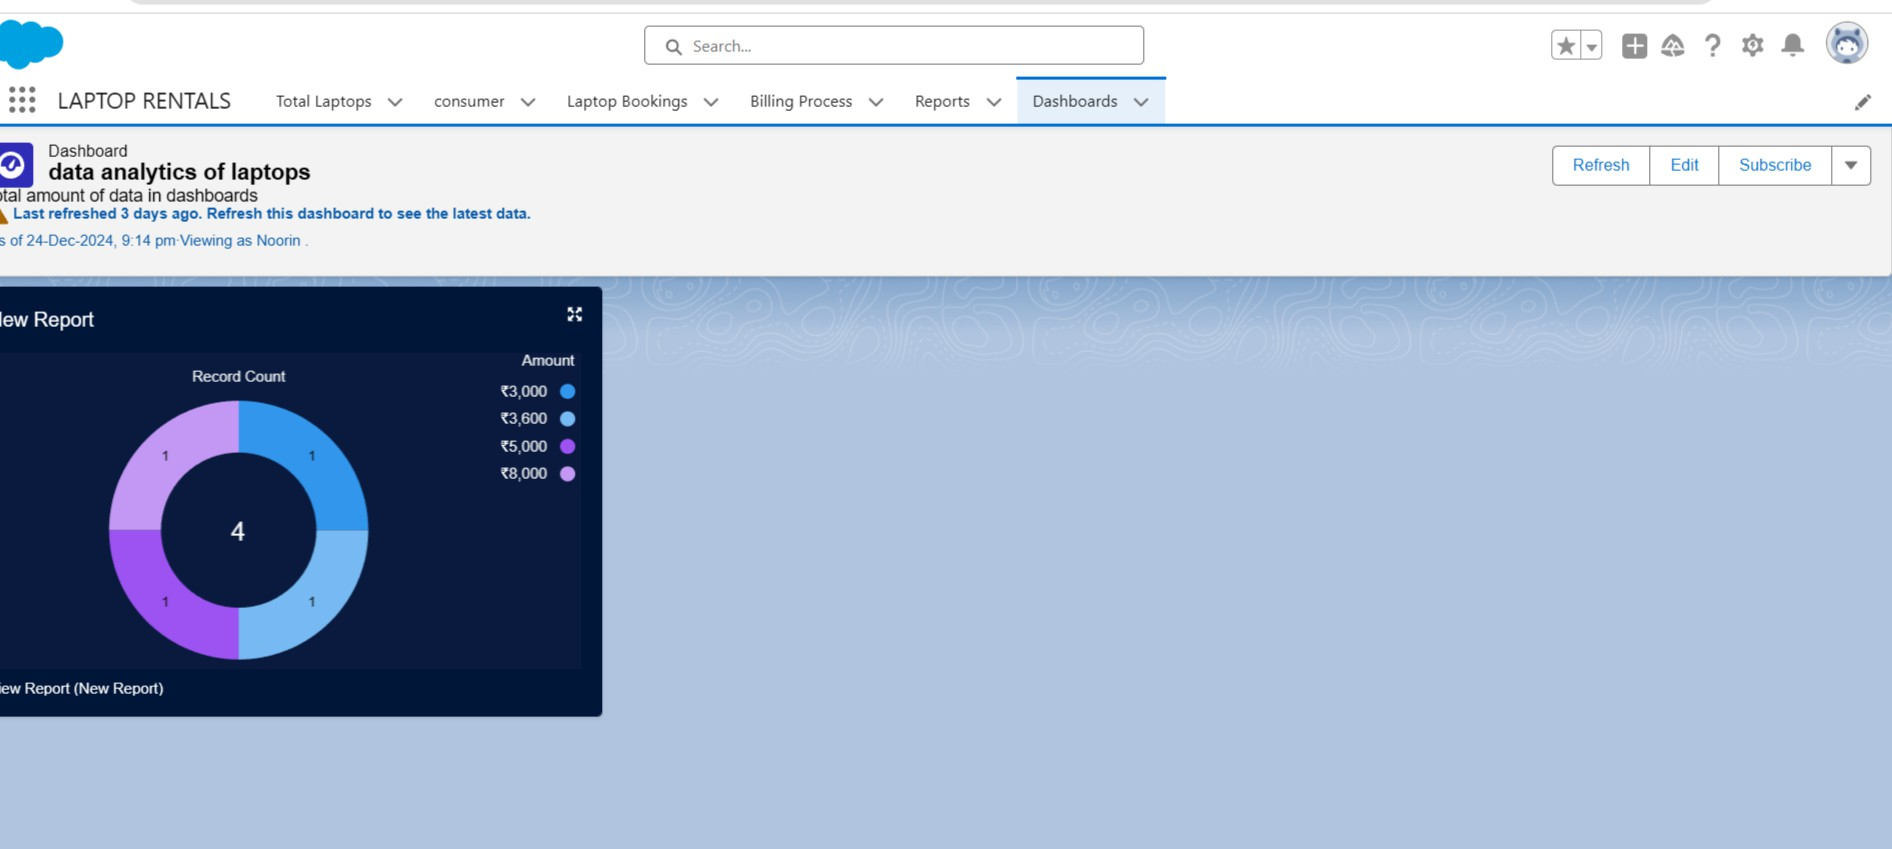 Search...
LAPTOP RENTALS Total Laptops consumer Laptop Bookings Billing Process Reports Dashboards
Dashboard
data analytics of laptops
otal amount of data in dashboards
Last refreshed 3 days ago. Refresh this dashboard to see the latest data.
s of 24-Dec-2024, 9:14 pm·Viewing as Noorin .
Refresh Edit Subscribe
ew Report
Record Count
Amount
₹3,000
₹3,600
₹5,000
₹8,000
1 1
4
1 1
iew Report (New Report)